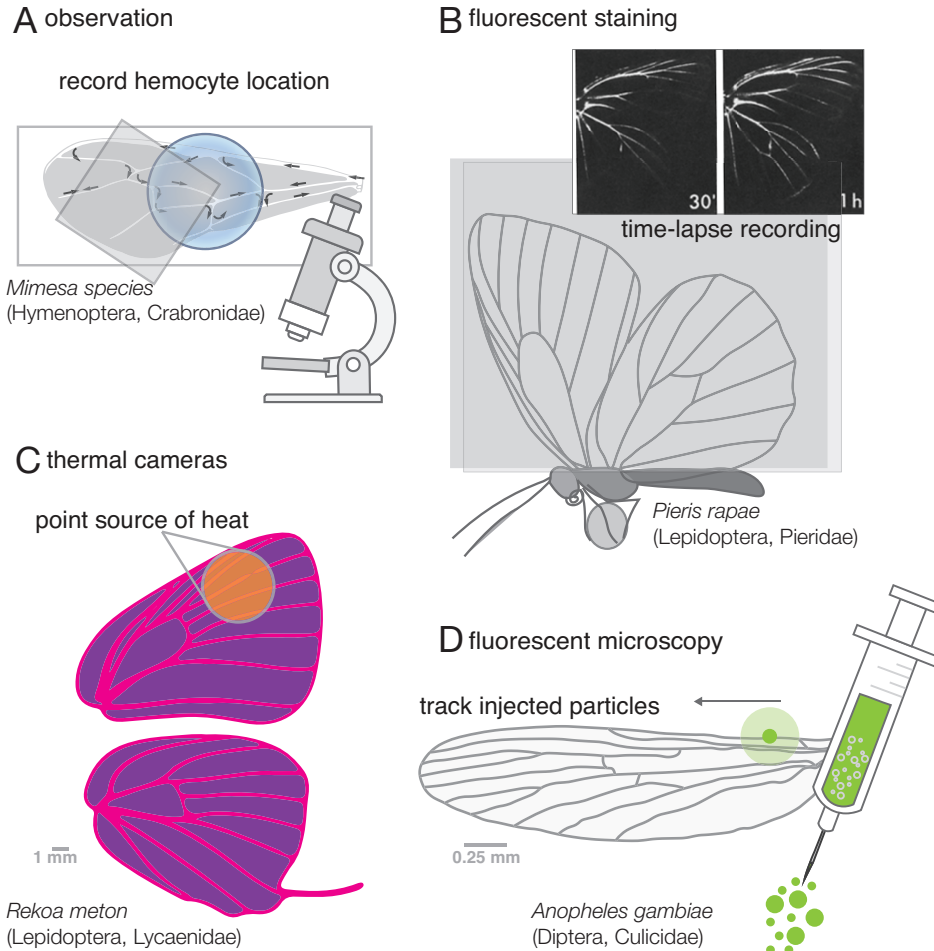 A observation
record hemocyte location
Mimesa species
(Hymenoptera, Crabronidae)
B fluorescent staining
30'
1h
time-lapse recording
Pieris rapae
(Lepidoptera, Pieridae)
C thermal cameras
point source of heat
1 mm
Rekoa meton
(Lepidoptera, Lycaenidae)
D fluorescent microscopy
track injected particles
0.25 mm
Anopheles gambiae
(Diptera, Culicidae)